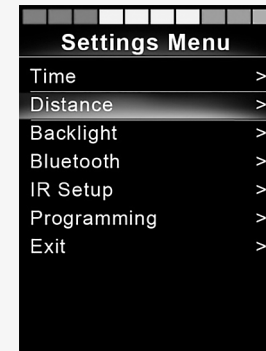 Settings Menu
Time >
Distance >
Backlight >
Bluetooth >
IR Setup >
Programming >
Exit >